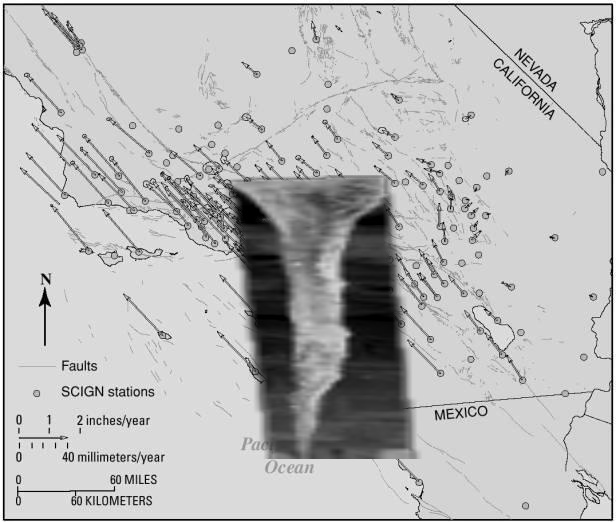 NEVADA
CALIFORNIA
N
Faults
SCIGN stations
0 1 2 inches/year
0 40 millimeters/year
0 60 MILES
0 60 KILOMETERS
MEXICO
Ocean